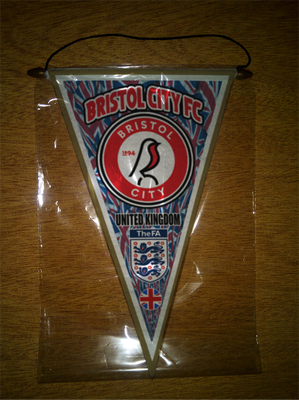 BRISTOL CITY FC
BRISTOL
1894
CITY
UNITED KINGDOM
The FA